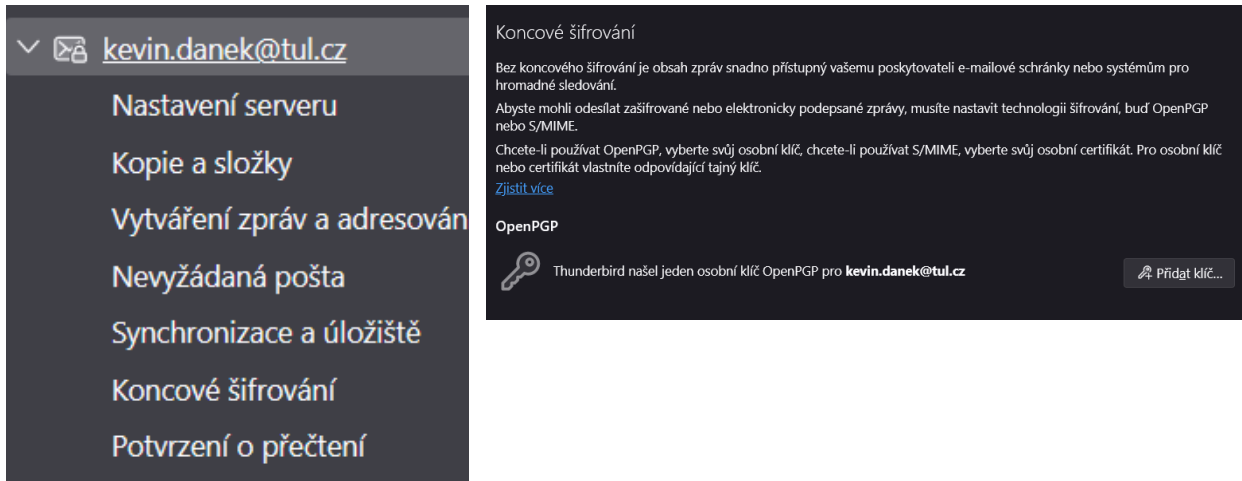 kevin.danek@tul.cz
Nastavení serveru
Kopie a složky
Vytváření zpráv a adresován
Nevyžádaná pošta
Synchronizace a úložiště
Koncové šifrování
Potvrzení o přečtení
Koncové šifrování
Bez koncového šifrování je obsah zpráv snadno přístupný vašemu poskytovateli e-mailové schránky nebo systémům pro
hromadné sledování.
Abyste mohli odesílat zašifrované nebo elektronicky podepsané zprávy, musíte nastavit technologii šifrování, buď OpenPGP
nebo S/MIME.
Chcete-li používat OpenPGP, vyberte svůj osobní klíč, chcete-li používat S/MIME, vyberte svůj osobní certifikát. Pro osobní klíč
nebo certifikát vlastníte odpovídající tajný klíč.
Zjistit více
OpenPGP
Thunderbird našel jeden osobní klíč OpenPGP pro kevin.danek@tul.cz
Přidat klíč...